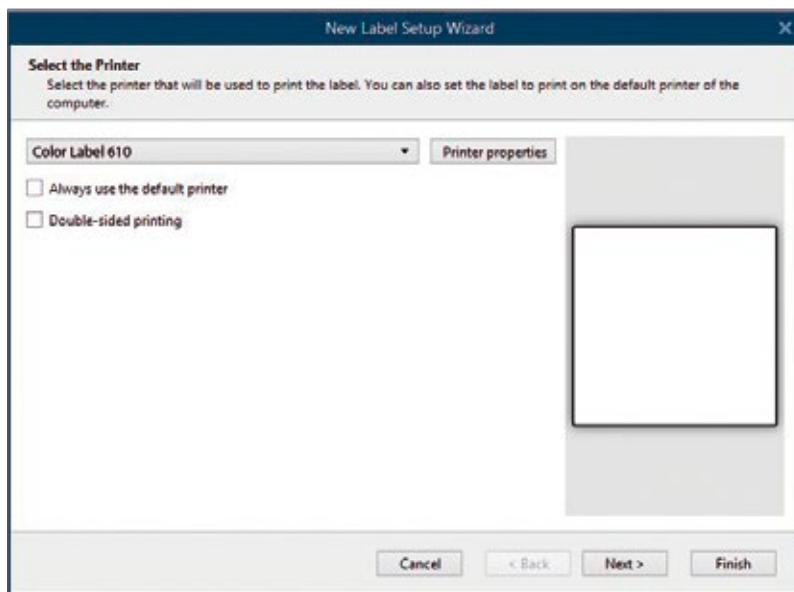 New Label Setup Wizard
Select the Printer
Select the printer that will be used to print the label. You can also set the label to print on the default printer of the
computer.
Color Label 610
Printer properties
Always use the default printer
Double-sided printing
Cancel
< Back
Next >
Finish